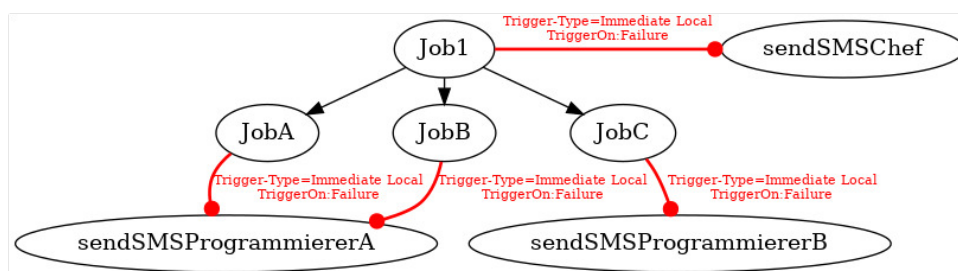 Trigger-Type=Immediate Local
TriggerOn:Failure
Job1
sendSMSChef
JobA
JobB
JobC
Trigger-Type=Immediate Local
TriggerOn:Failure
Trigger-Type=Immediate Local
TriggerOn:Failure
Trigger-Type=Immediate Local
TriggerOn:Failure
sendSMSProgrammiererA
sendSMSProgrammiererB